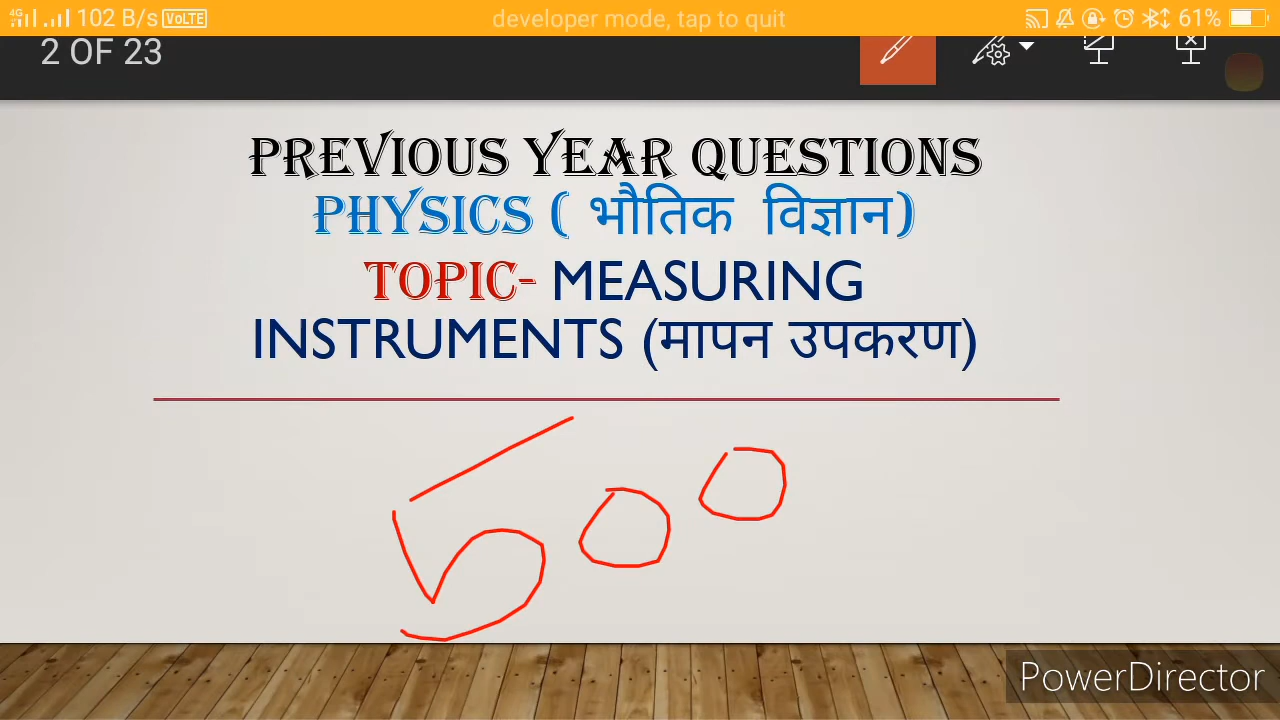 4G 102 B/s VoLTE developer mode, tap to quit 61%
2 OF 23
PREVIOUS YEAR QUESTIONS
PHYSICS ( भौतिक विज्ञान)
TOPIC- MEASURING
INSTRUMENTS (मापन उपकरण)
500
PowerDirector